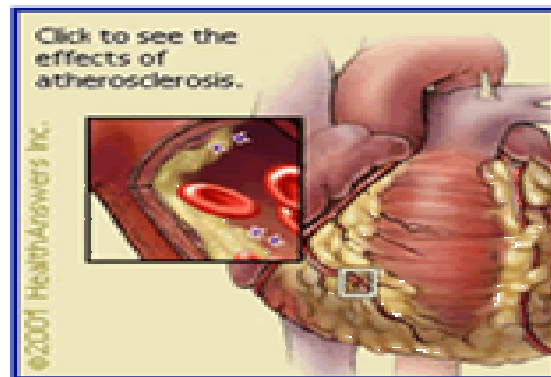 Click to see the
effects of
atherosclerosis.
©2001 HealthAnswers Inc.